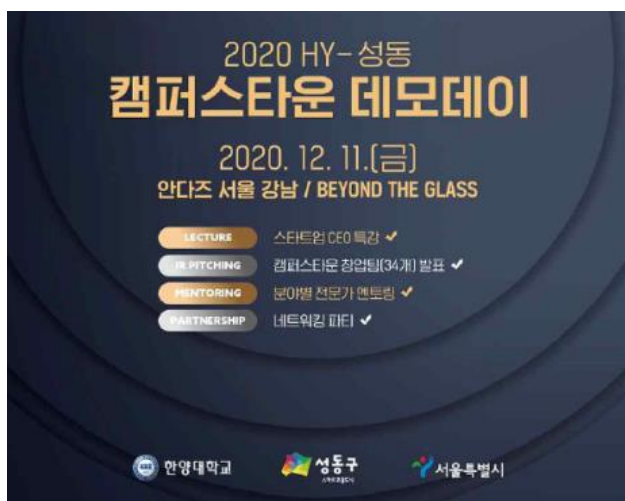 2020 HY-성동
캠퍼스타운 데모데이
2020. 12. 11.(금)
안다즈 서울 강남 / BEYOND THE GLASS
LECTURE 스타트업 CEO 특강 ✔
IR PITCHING 캠퍼스타운 창업팀(34개) 발표 ✔
MENTORING 분야별 전문가 멘토링 ✔
PARTNERSHIP 네트워킹 파티 ✔
한양대학교 성동구 서울특별시